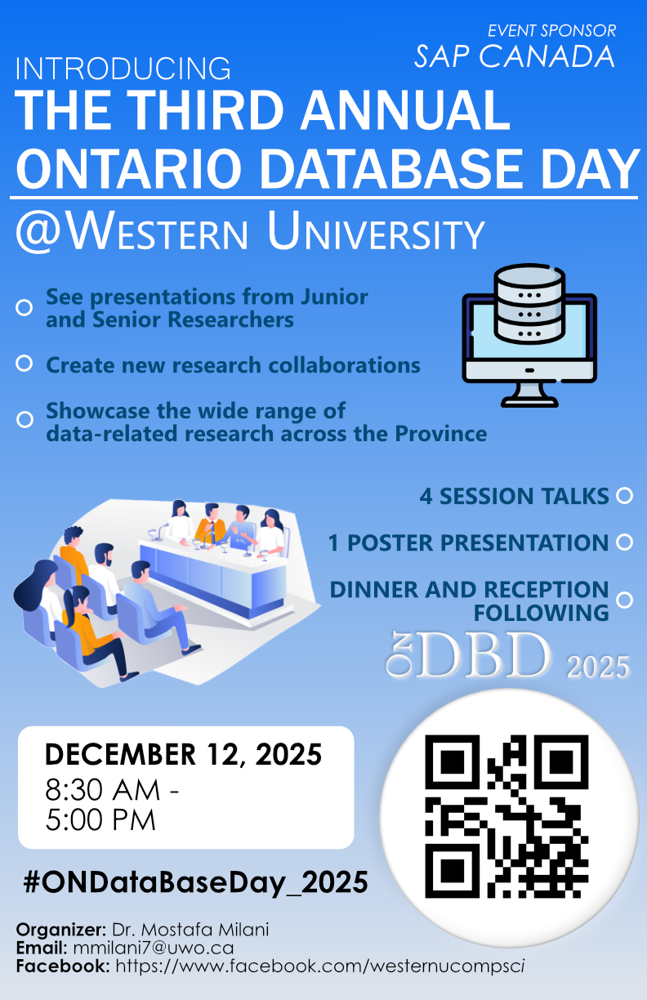 EVENT SPONSOR
SAP CANADA
INTRODUCING
THE THIRD ANNUAL
ONTARIO DATABASE DAY
@WESTERN UNIVERSITY
See presentations from Junior
and Senior Researchers
Create new research collaborations
Showcase the wide range of
data-related research across the Province
4 SESSION TALKS
1 POSTER PRESENTATION
DINNER AND RECEPTION
FOLLOWING
ON DBD 2025
DECEMBER 12, 2025
8:30 AM -
5:00 PM
#ONDataBaseDay_2025
Organizer: Dr. Mostafa Milani
Email: mmilani7@uwo.ca
Facebook: https://www.facebook.com/westernucompsci